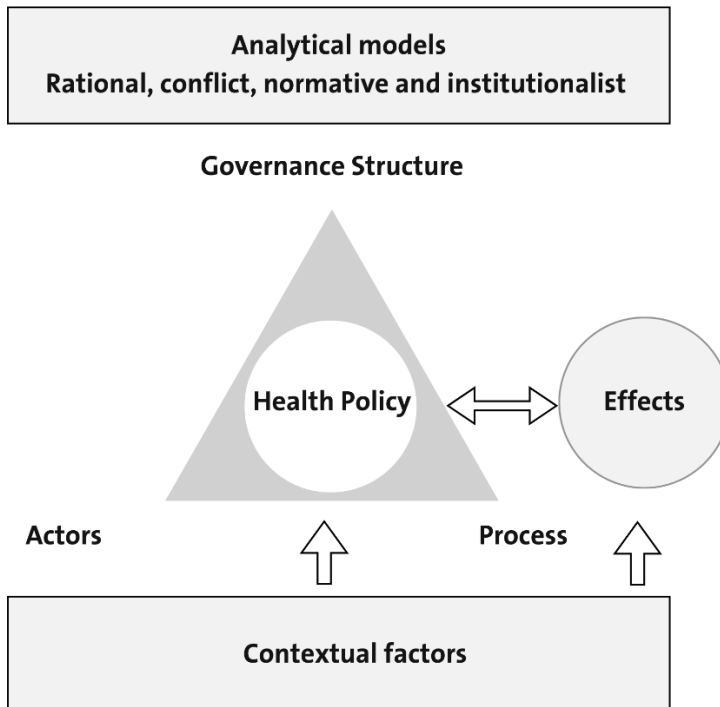 Analytical models
Rational, conflict, normative and institutionalist
Governance Structure
Health Policy
Effects
Actors
Process
Contextual factors